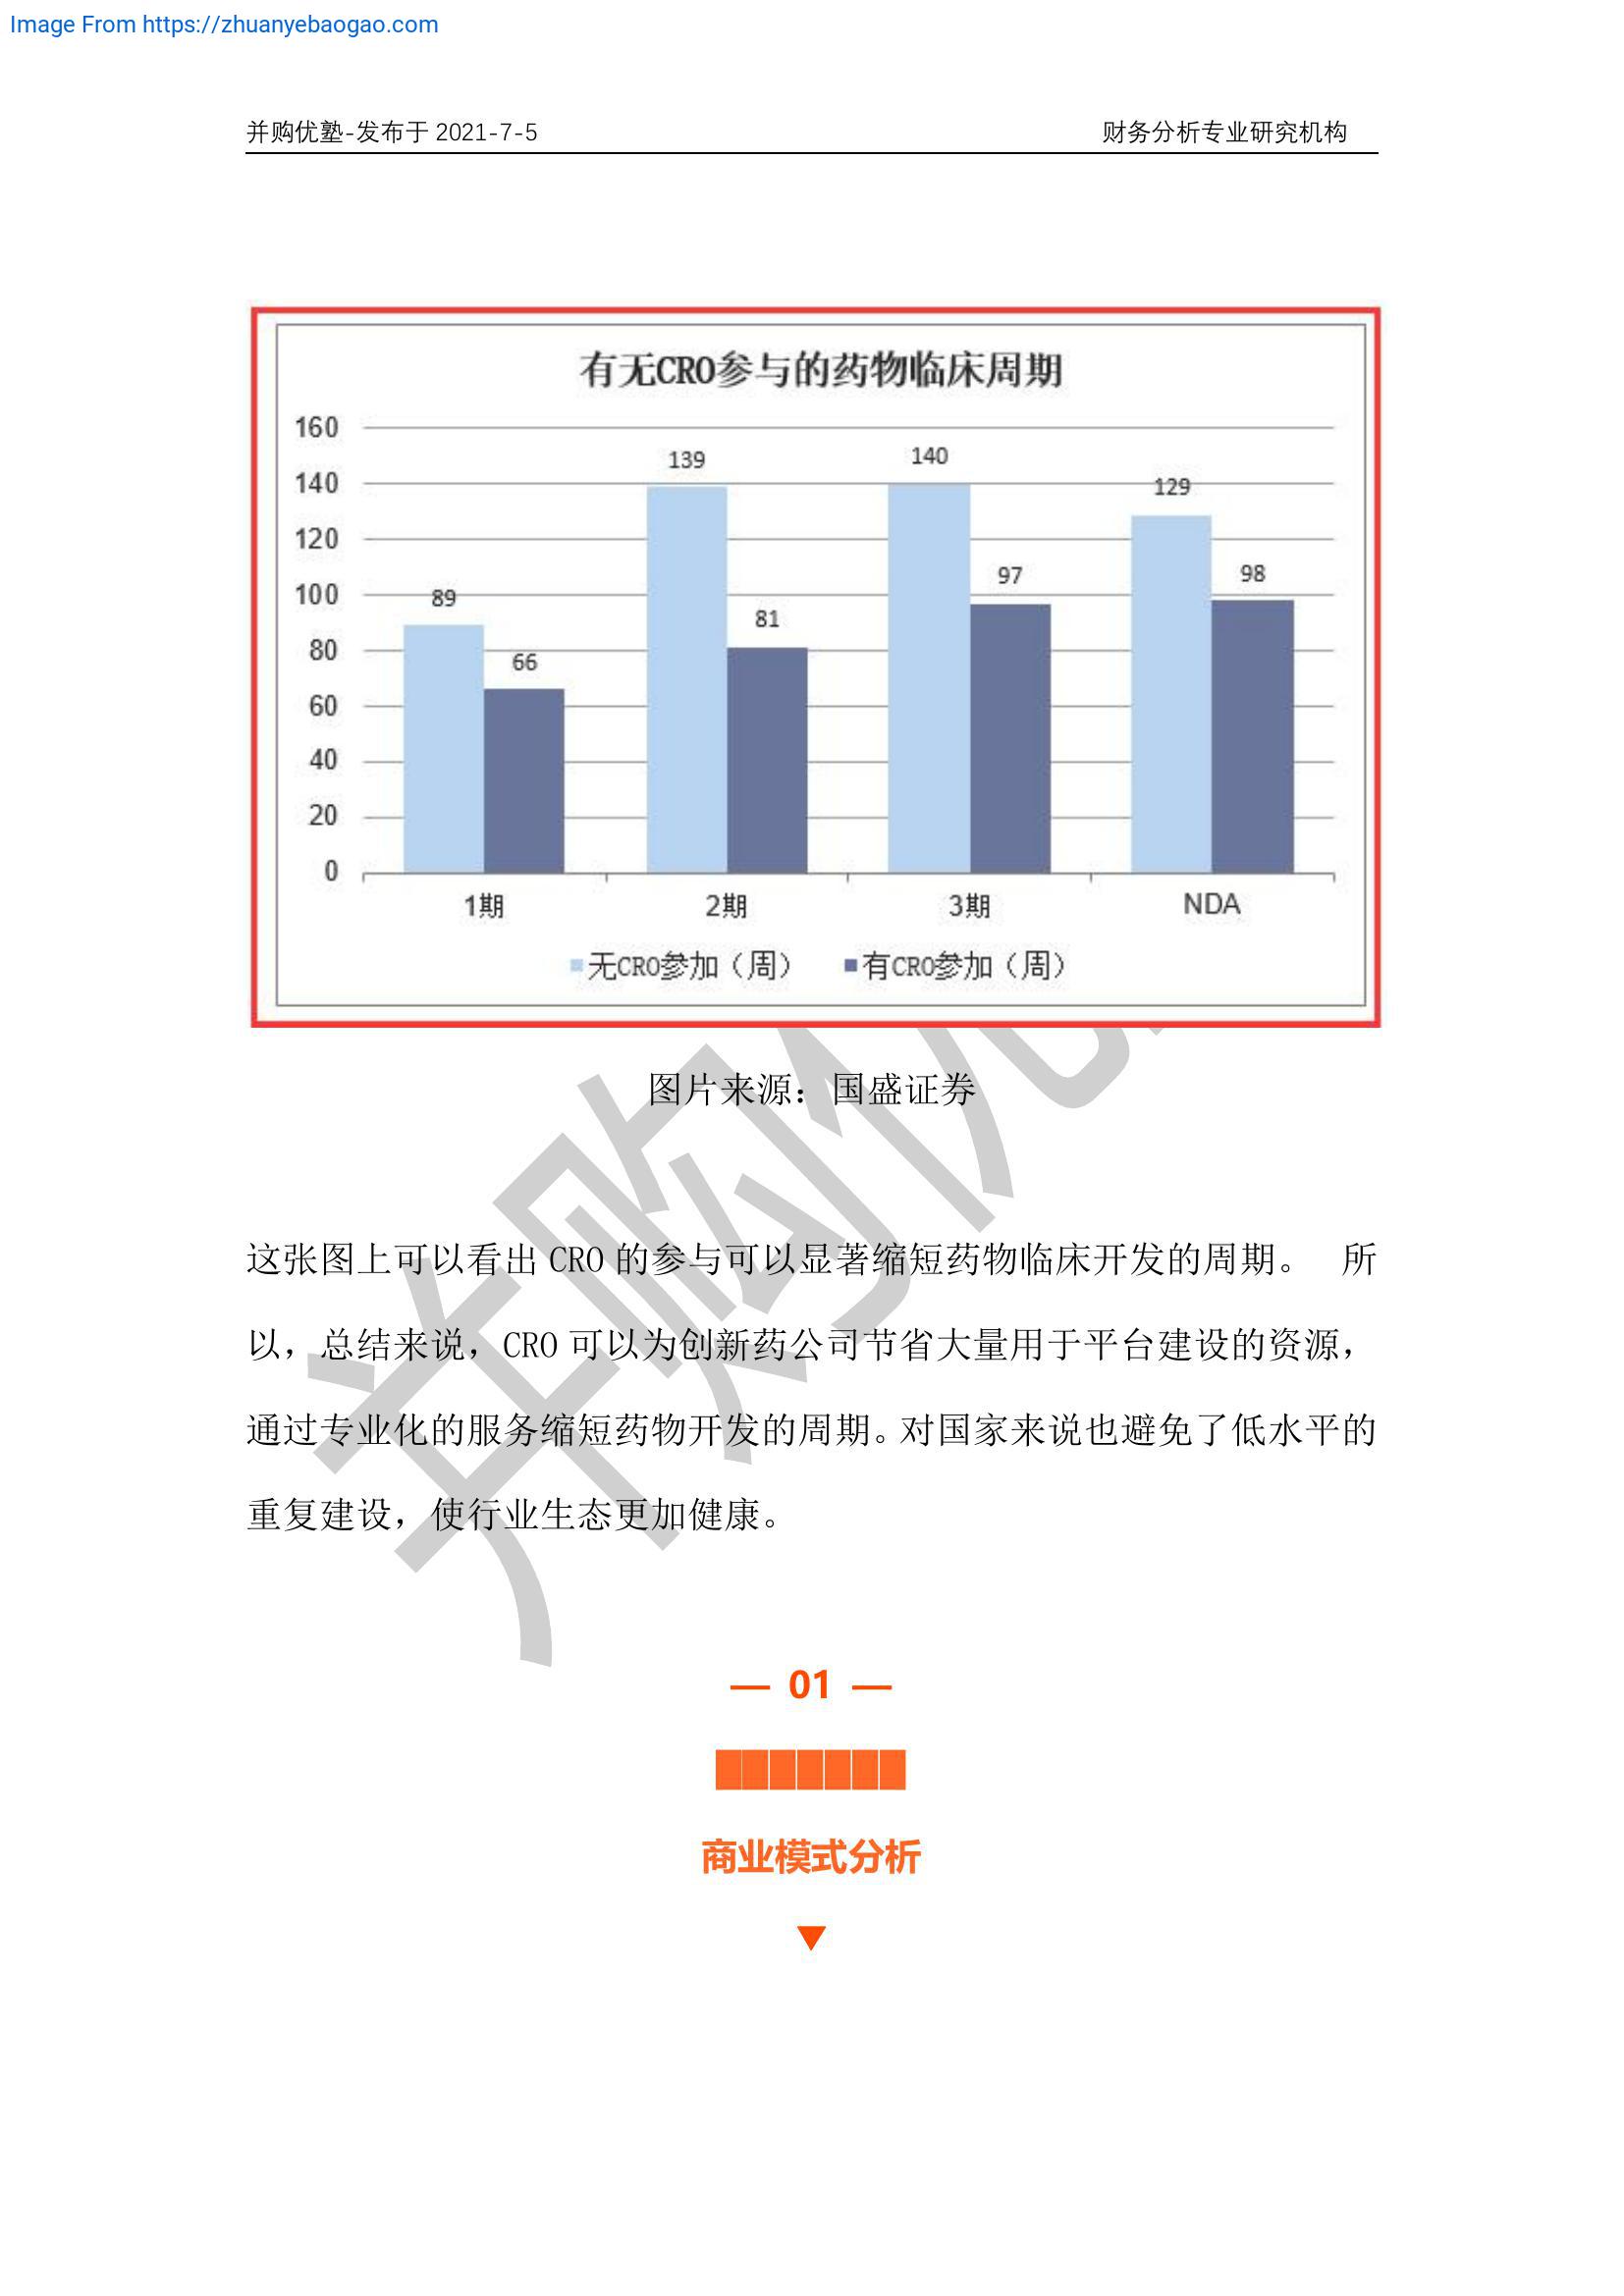 Image From https://zhuanyebaogao.com
并购优塾-发布于 2021-7-5 财务分析专业研究机构
有无CRO参与的药物临床周期
160
140
120
100
80
60
40
20
0
89
66
139
81
140
97
129
98
1期 2期 3期 NDA
无CRO参加（周） 有CRO参加（周）
图片来源：国盛证券
这张图上可以看出 CRO 的参与可以显著缩短药物临床开发的周期。 所
以，总结来说，CRO 可以为创新药公司节省大量用于平台建设的资源，
通过专业化的服务缩短药物开发的周期。对国家来说也避免了低水平的
重复建设，使行业生态更加健康。
并购优
— 01 —
商业模式分析